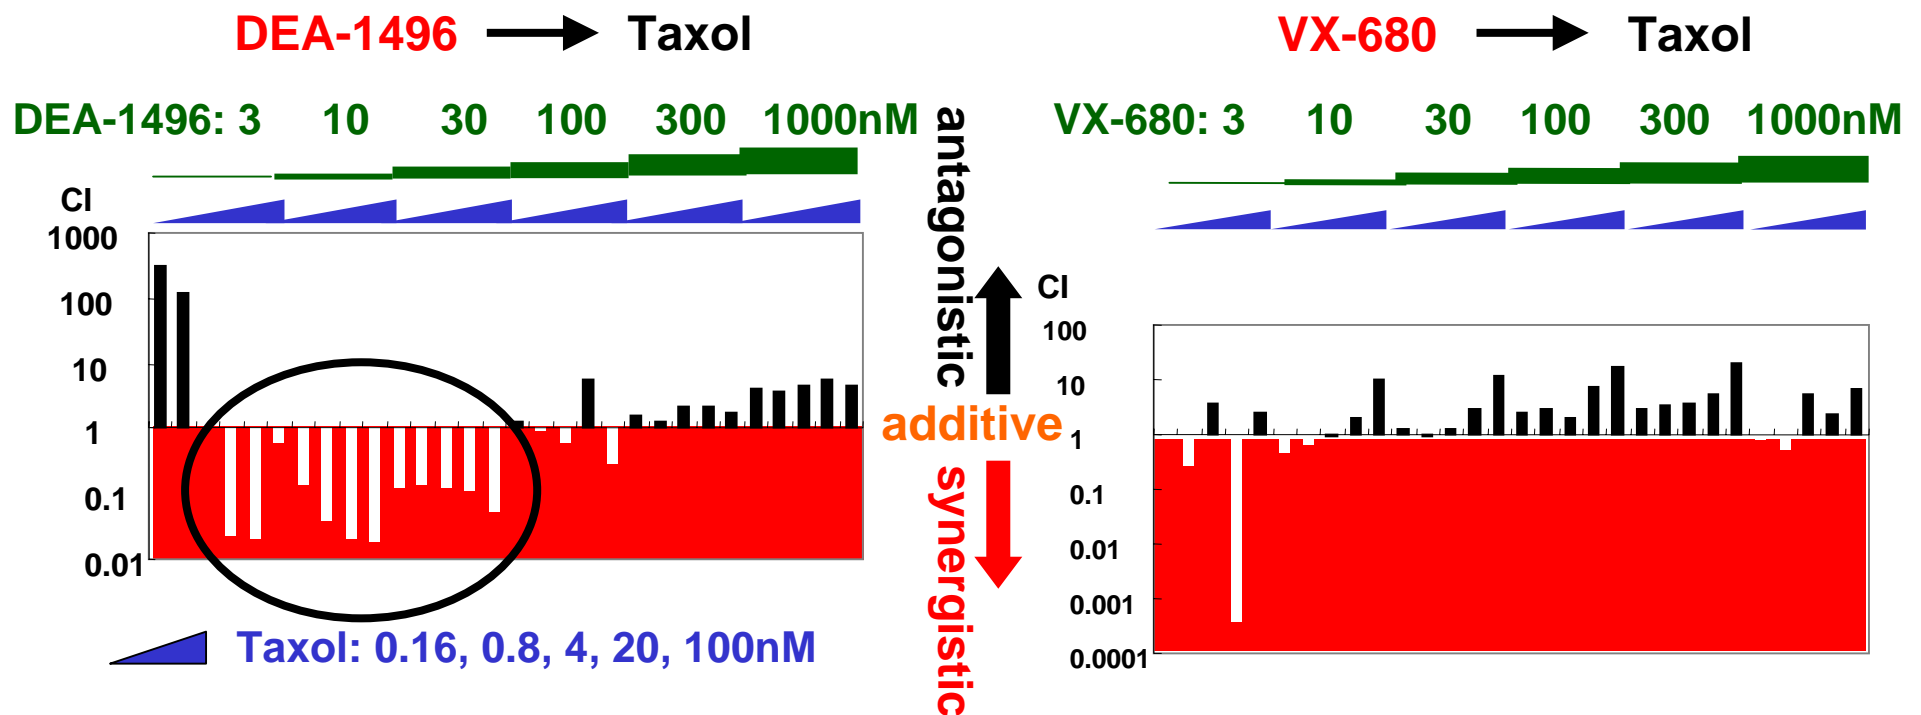 DEA-1496 → Taxol
DEA-1496: 3 10 30 100 300 1000nM
CI
1000
100
10
1
0.1
0.01
Taxol: 0.16, 0.8, 4, 20, 100nM
antagonistic
additive
synergistic
VX-680 → Taxol
VX-680: 3 10 30 100 300 1000nM
CI
100
10
1
0.1
0.01
0.001
0.0001